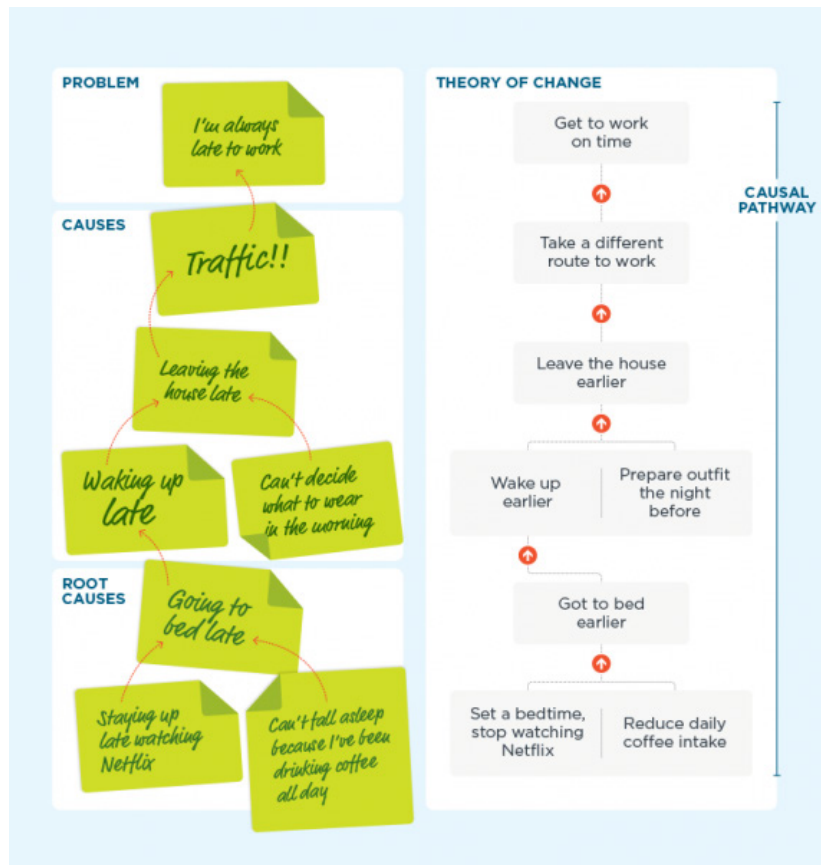 PROBLEM
I'm always
late to work
CAUSES
Traffic!!
Leaving the
house late
Waking up
late
Can't decide
what to wear
in the morning
ROOT
CAUSES
Going to
bed late
Staying up
late watching
Netflix
Can't fall asleep
because I've been
drinking coffee
all day
THEORY OF CHANGE
Get to work
on time
CAUSAL
PATHWAY
Take a different
route to work
Leave the house
earlier
Wake up
earlier
Prepare outfit
the night
before
Got to bed
earlier
Set a bedtime,
stop watching
Netflix
Reduce daily
coffee intake